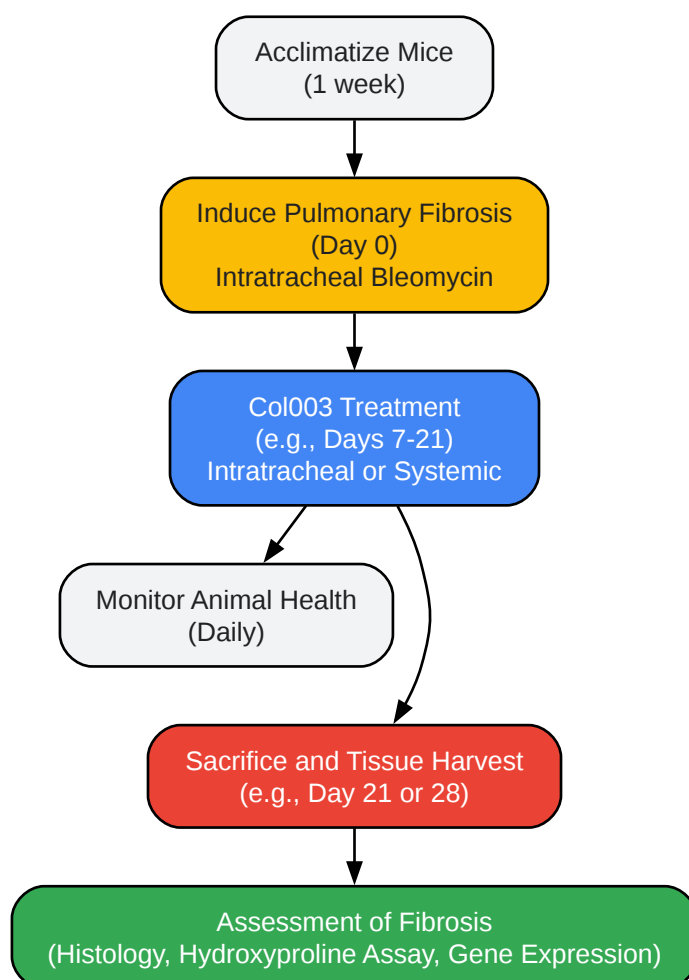 Acclimatize Mice
(1 week)
Induce Pulmonary Fibrosis
(Day 0)
Intratracheal Bleomycin
Col003 Treatment
(e.g., Days 7-21)
Intratracheal or Systemic
Monitor Animal Health
(Daily)
Sacrifice and Tissue Harvest
(e.g., Day 21 or 28)
Assessment of Fibrosis
(Histology, Hydroxyproline Assay, Gene Expression)